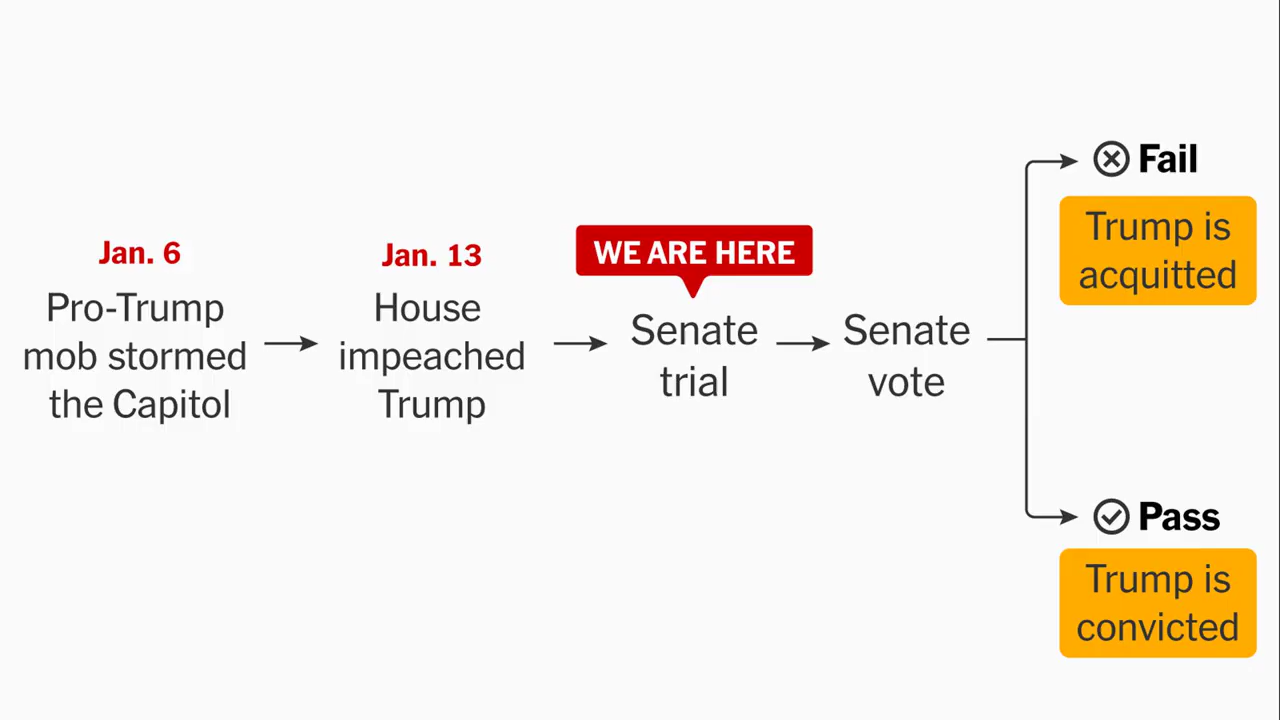 Jan. 6
Pro-Trump
mob stormed
the Capitol
Jan. 13
House
impeached
Trump
WE ARE HERE
Senate
trial
Senate
vote
Fail
Trump is
acquitted
Pass
Trump is
convicted